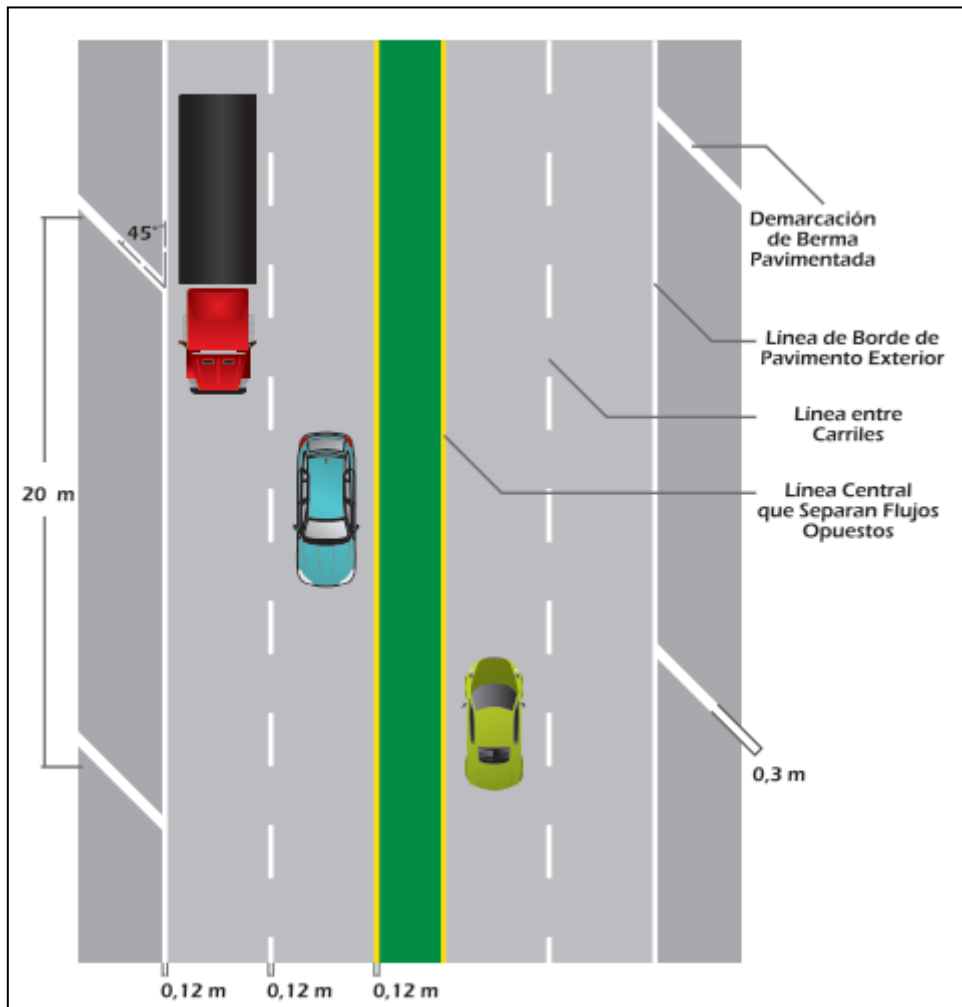 Demarcación
de Berma
Pavimentada
45°
Línea de Borde de
Pavimento Exterior
Línea entre
Carriles
20 m
Línea Central
que Separan Flujos
Opuestos
0,3 m
0,12 m
0,12 m
0,12 m